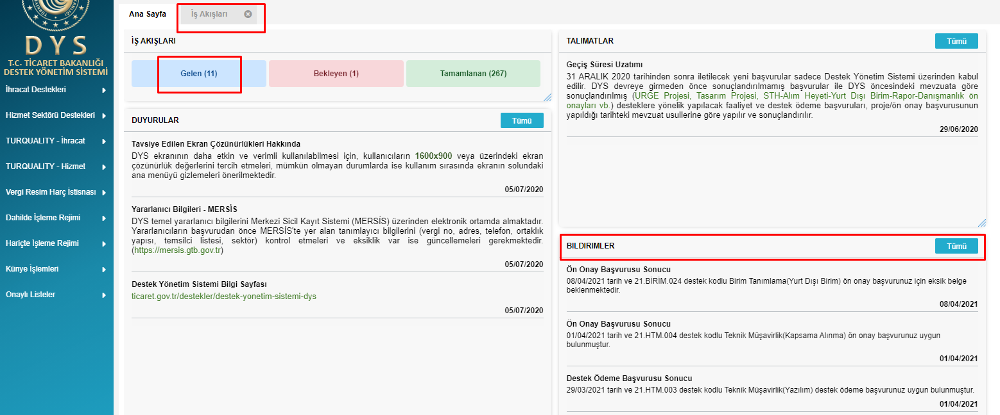 DYS
T.C. TİCARET BAKANLIĞI
DESTEK YÖNETİM SİSTEMİ
İhracat Destekleri
Hizmet Sektörü Destekleri
TURQUALITY - İhracat
TURQUALITY - Hizmet
Vergi Resim Harç İstisnası
Dahilde İşleme Rejimi
Hariçte İşleme Rejimi
Künye İşlemleri
Onaylı Listeler
Ana Sayfa
İş Akışları
İŞ AKIŞLARI
Gelen (11)
Bekleyen (1)
Tamamlanan (267)
DUYURULAR
Tümü
Tavsiye Edilen Ekran Çözünürlükleri Hakkında
DYS ekranının daha etkin ve verimli kullanılabilmesi için, kullanıcıların 1600x900 veya üzerindeki ekran
çözünürlük değerlerini tercih etmeleri, mümkün olmayan durumlarda ise kullanım sırasında ekranın solundaki
ana menüyü gizlemeleri önerilmektedir.
05/07/2020
Yararlanıcı Bilgileri - MERSİS
DYS temel yararlanıcı bilgilerini Merkezi Sicil Kayıt Sistemi (MERSİS) üzerinden elektronik ortamda almaktadır.
Yararlanıcıların başvurudan önce MERSİS'te yer alan tanımlayıcı bilgilerini (vergi no, adres, telefon, ortaklık
yapısı, temsilci listesi, sektör) kontrol etmeleri ve eksiklik var ise güncellemeleri gerekmektedir.
(https://mersis.gtb.gov.tr)
05/07/2020
Destek Yönetim Sistemi Bilgi Sayfası
ticaret.gov.tr/destekler/destek-yonetim-sistemi-dys
05/07/2020
TALIMATLAR
Tümü
Geçiş Süresi Uzatımı
31 ARALIK 2020 tarihinden sonra iletilecek yeni başvurular sadece Destek Yönetim Sistemi üzerinden kabul
edilir. DYS devreye girmeden önce sonuçlandırılmamış başvurular ile DYS öncesindeki mevzuata göre
sonuçlandırılmış (URGE Projesi, Tasarım Projesi, STH-Alım Heyeti-Yurt Dışı Birim-Rapor-Danışmanlık ön
onayları vb.) desteklere yönelik yapılacak faaliyet ve destek ödeme başvuruları, proje/ön onay başvurusunun
yapıldığı tarihteki mevzuat usullerine göre yapılır ve sonuçlandırılır.
29/06/2020
BILDIRIMLER
Tümü
Ön Onay Başvurusu Sonucu
08/04/2021 tarih ve 21.BİRİM.024 destek kodlu Birim Tanımlama(Yurt Dışı Birim) ön onay başvurunuz için eksik belge
beklenmektedir.
08/04/2021
Ön Onay Başvurusu Sonucu
01/04/2021 tarih ve 21.HTM.004 destek kodlu Teknik Müşavirlik(Kapsama Alınma) ön onay başvurunuz uygun
bulunmuştur.
01/04/2021
Destek Ödeme Başvurusu Sonucu
29/03/2021 tarih ve 21.HTM.003 destek kodlu Teknik Müşavirlik(Yazılım) destek ödeme başvurunuz uygun bulunmuştur.
01/04/2021